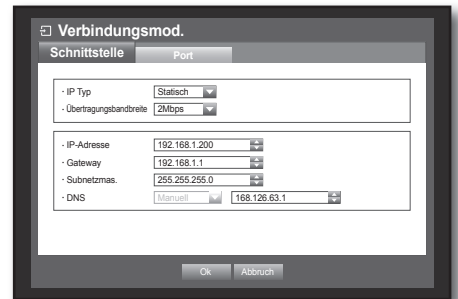 Verbindungsmod.
Schnittstelle Port
· IP Typ Statisch
· Übertragungsbandbreite 2Mbps
· IP-Adresse 192.168.1.200
· Gateway 192.168.1.1
· Subnetzmas. 255.255.255.0
· DNS Manuell 168.126.63.1
Ok Abbruch